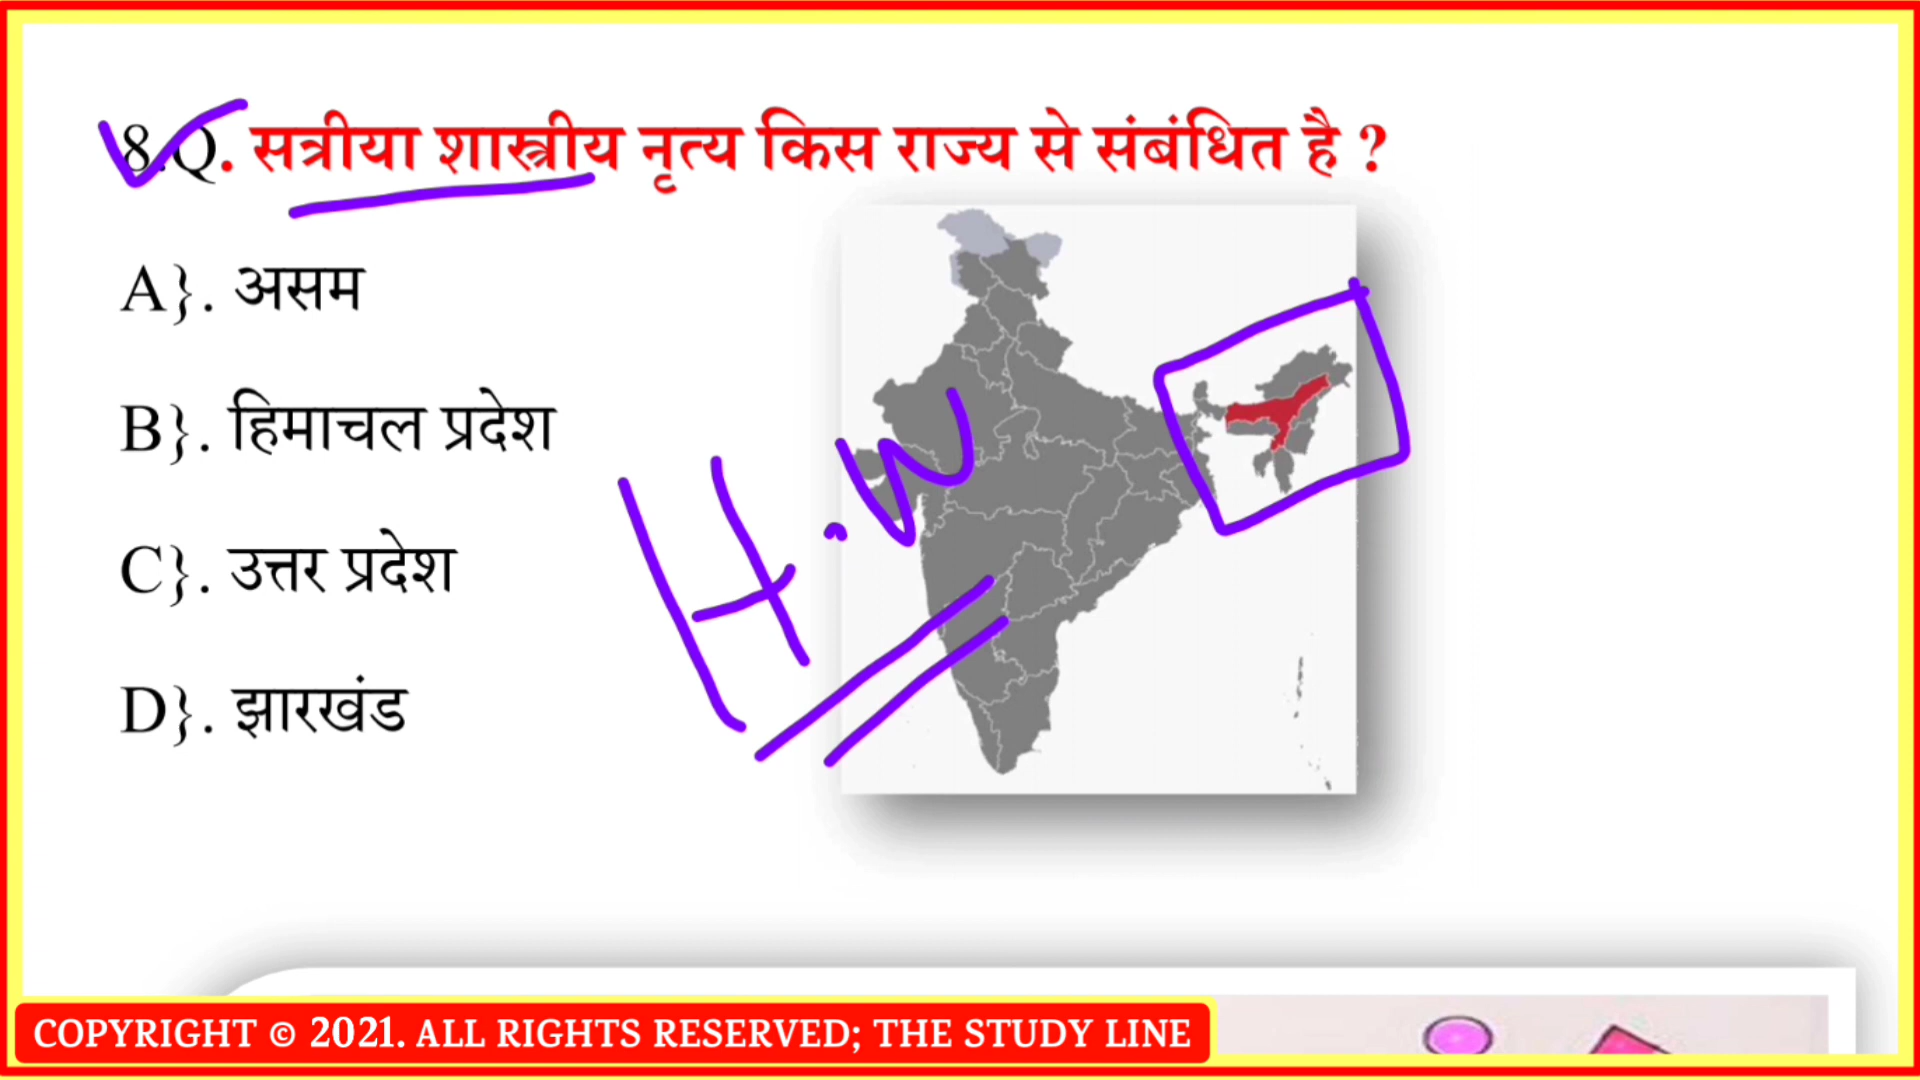 8.Q. सत्रीया शास्त्रीय नृत्य किस राज्य से संबंधित है ?
A}. असम
B}. हिमाचल प्रदेश
C}. उत्तर प्रदेश
D}. झारखंड
H.W
COPYRIGHT © 2021. ALL RIGHTS RESERVED; THE STUDY LINE